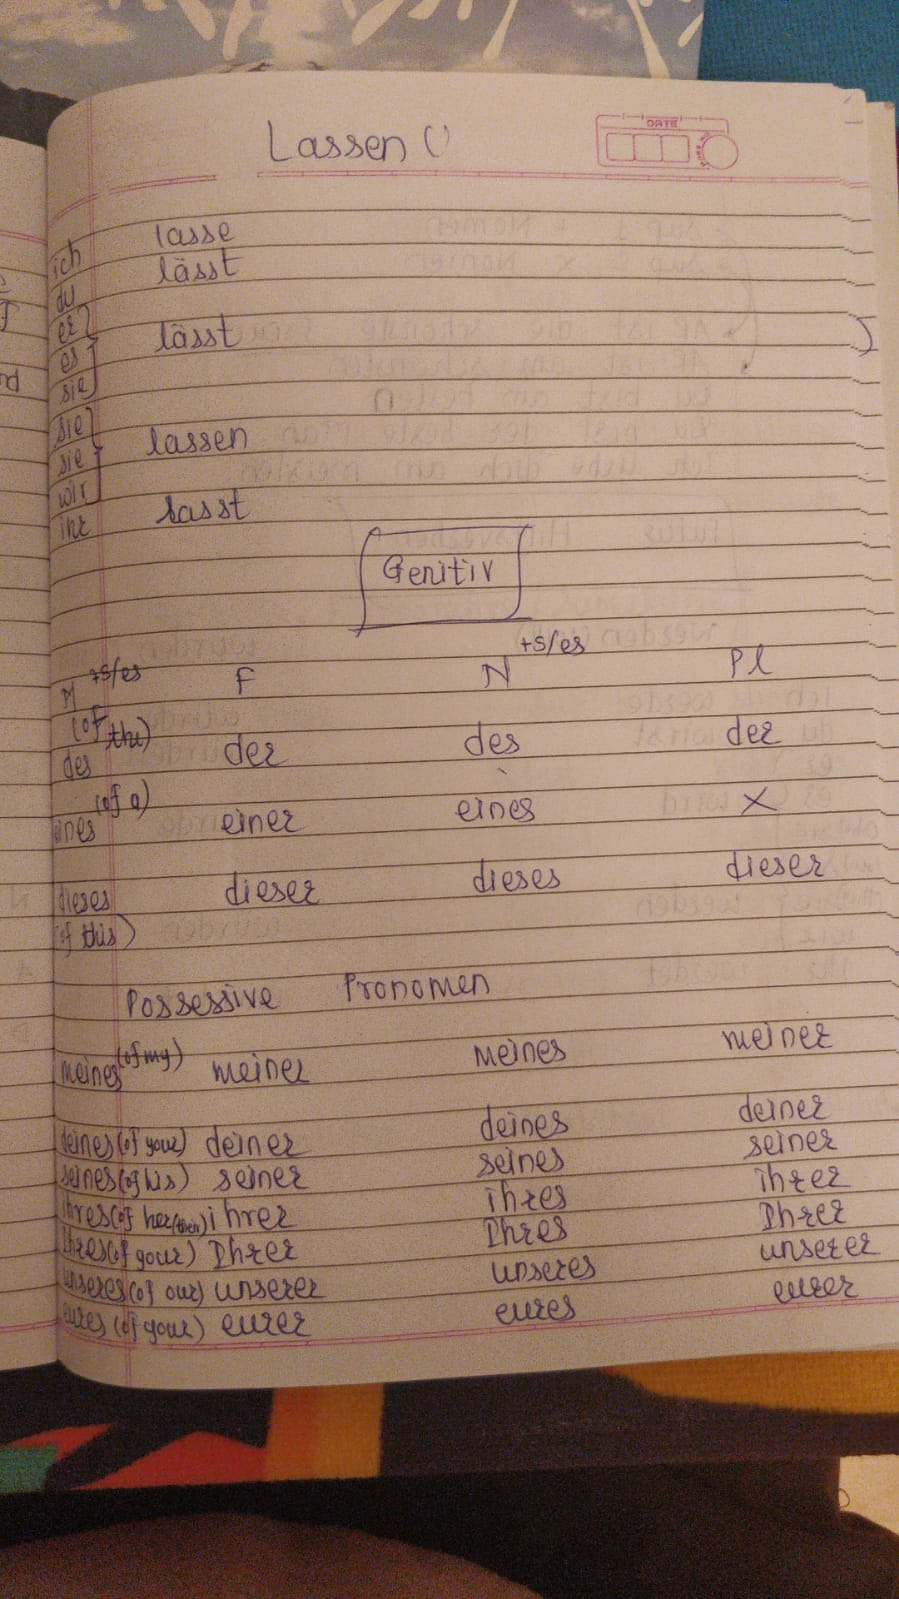 Lassen ()
DATE
ich lasse
du lässt
er
es lässt
sie
sie
sie lassen
wir
ihr lasst
Genitiv
M +s/es F N +s/es Pl
(of the)
des der des der
(of a)
eines einer eines X
dieses dieser dieses dieser
(of this)
Possessive Pronomen
meines (of my) meiner meines meiner
deines (of your) deiner deines deiner
seines (of his) seiner seines seiner
ihres (of her/their) ihrer ihres ihrer
Ihres (of your) Ihrer Ihres Ihrer
unseres (of our) unserer unseres unserer
eures (of your) eurer eures eurer